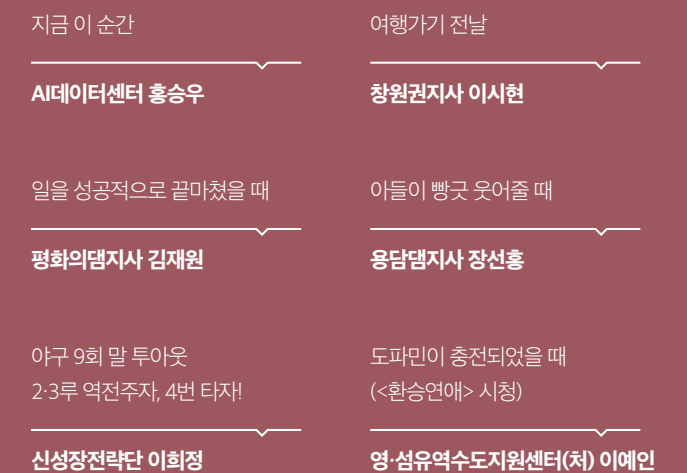 지금 이 순간
AI데이터센터 홍승우
여행가기 전날
창원권지사 이시현
일을 성공적으로 끝마쳤을 때
평화의댐지사 김재원
아들이 빵긋 웃어줄 때
용담댐지사 장선홍
야구 9회 말 투아웃
2·3루 역전주자, 4번 타자!
신성장전략단 이희정
도파민이 충전되었을 때
(<환승연애> 시청)
영·섬유역수도지원센터(처) 이예인